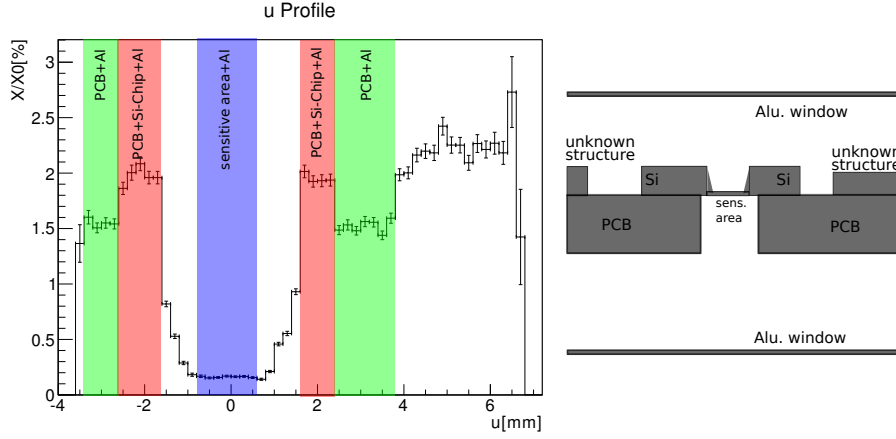 u Profile
X/X0[%]
3
2.5
2
1.5
1
0.5
0
-4
-2
0
2
4
6
u[mm]
PCB+Al
PCB+Si-Chip+Al
sensitive area+Al
PCB+Si-Chip+Al
PCB+Al
Alu. window
unknown
structure
unknown
structure
Si
Si
sens.
area
PCB
PCB
Alu. window